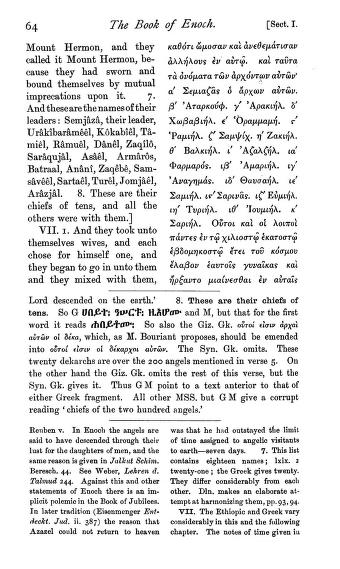 64 The Book of Enoch. [Sect. I.
Mount Hermon, and they
called it Mount Hermon, be-
cause they had sworn and
bound themselves by mutual
imprecations upon it. 7.
And these are the names of their
leaders: Semjâzâ, their leader,
Urâkîbarâmêêl, Kôkabîêl, Tâ-
miêl, Râmuêl, Dânêl, Zaqîlô,
Sarâqujâl, Asâêl, Armârôs,
Batraal, Anânî, Zaqêbê, Sam-
sâvêêl, Sartaêl, Turêl, Jomjâêl,
Arâzjâl. 8. These are their
chiefs of tens, and all the
others were with them.]
VII. 1. And they took unto
themselves wives, and each
chose for himself one, and
they began to go in unto them
and they mixed with them,
καθότι ὤμοσαν καὶ ἀνεθεμάτισαν
ἀλλήλους ἐν αὐτῷ. καὶ ταῦτα
τὰ ὀνόματα τῶν ἀρχόντων αὐτῶν·
α′ Σεμιαζᾶς ὁ ἄρχων αὐτῶν.
β′ Ἀταρκούφ. γ′ Ἀρακιήλ. δ′
Χωβαβιήλ. ε′ Ὁραμμαμή. ϛ′
Ῥαμιήλ. ζ′ Σαμψίχ. η′ Ζακιήλ.
θ′ Βαλκιήλ. ι′ Ἀζαλζήλ. ια′
Φαρμαρός. ιβ′ Ἀμαριήλ. ιγ′
Ἀναγημάς. ιδ′ Θαυσαήλ. ιε′
Σαμιήλ. ιϛ′ Σαρινᾶς. ιζ′ Εὐμιήλ.
ιη′ Τυριήλ. ιθ′ Ἰουμιήλ. κ′
Σαριήλ. Οὗτοι καὶ οἱ λοιποὶ
πάντες ἐν τῷ χιλιοστῷ ἑκατοστῷ
ἑβδομηκοστῷ ἔτει τοῦ κόσμου
ἔλαβον ἑαυτοῖς γυναῖκας καὶ
ἤρξαντο μιαίνεσθαι ἐν αὐταῖς
Lord descended on the earth.' 8. These are their chiefs of
tens. So G and M, but that for the first
word it reads So also the Giz. Gk. οὗτοί εἰσιν ἀρχαὶ
αὐτῶν οἱ δέκα, which, as M. Bouriant proposes, should be emended
into οὗτοί εἰσιν οἱ δέκαρχοι αὐτῶν. The Syn. Gk. omits. These
twenty dekarchs are over the 200 angels mentioned in verse 5. On
the other hand the Giz. Gk. omits the rest of this verse, but the
Syn. Gk. gives it. Thus G M point to a text anterior to that of
either Greek fragment. All other MSS. but G M give a corrupt
reading 'chiefs of the two hundred angels.'
Reuben v. In Enoch the angels are
said to have descended through their
lust for the daughters of men, and the
same reason is given in Jalkut Schim.
Beresch. 44. See Weber, Lehren d.
Talmud 244. Against this and other
statements of Enoch there is an im-
plicit polemic in the Book of Jubilees.
In later tradition (Eisenmenger Ent-
deckt. Jud. ii. 387) the reason that
Azazel could not return to heaven
was that he had outstayed the limit
of time assigned to angelic visitants
to earth—seven days. 7. This list
contains eighteen names; lxix. 2
twenty-one; the Greek gives twenty.
They differ considerably from each
other. Dln. makes an elaborate at-
tempt at harmonizing them, pp. 93, 94.
VII. The Ethiopic and Greek vary
considerably in this and the following
chapter. The notes of time given in